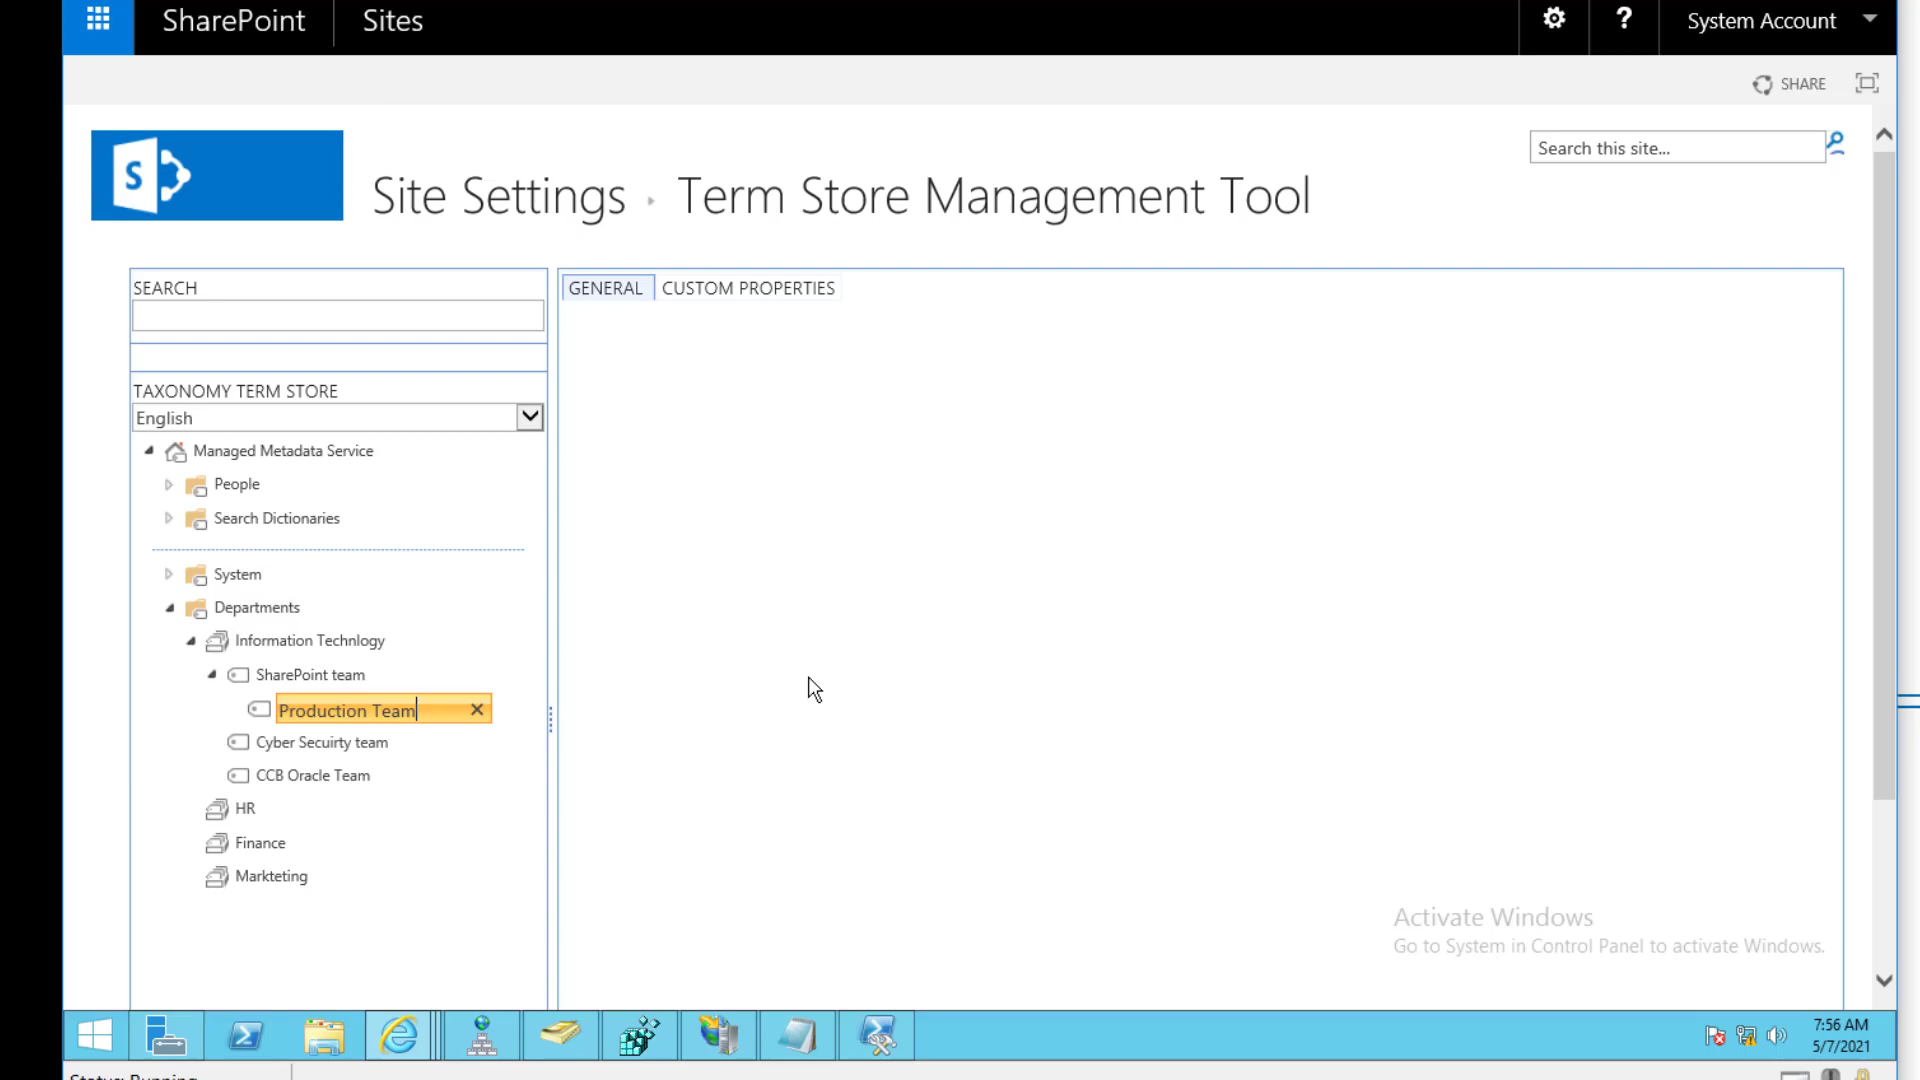 SharePoint
Sites
?
System Account
SHARE
S
Search this site...
Site Settings ▸ Term Store Management Tool
SEARCH
GENERAL
CUSTOM PROPERTIES
TAXONOMY TERM STORE
English
Managed Metadata Service
People
Search Dictionaries
System
Departments
Information Technlogy
SharePoint team
Production Team
Cyber Secuirty team
CCB Oracle Team
HR
Finance
Markteting
Activate Windows
Go to System in Control Panel to activate Windows.
7:56 AM
5/7/2021
Status: Running